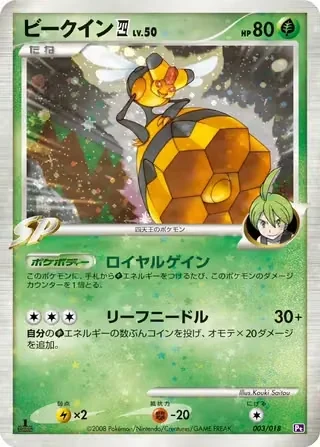 ビークイン四 LV.50 HP 80
たね
四天王のポケモン
SP
ポケボディー ロイヤルゲイン
このポケモンに、手札からエネルギーをつけるたび、このポケモンのダメージカウンターを1個とる。
リーフニードル 30+
自分のエネルギーの数ぶんコインを投げ、オモテ×20ダメージを追加。
Illus. Kouki Saitou
弱点 ×2 抵抗力 -20 にげる
1
©2008 Pokémon/Nintendo/Creatures/GAME FREAK. 003/018